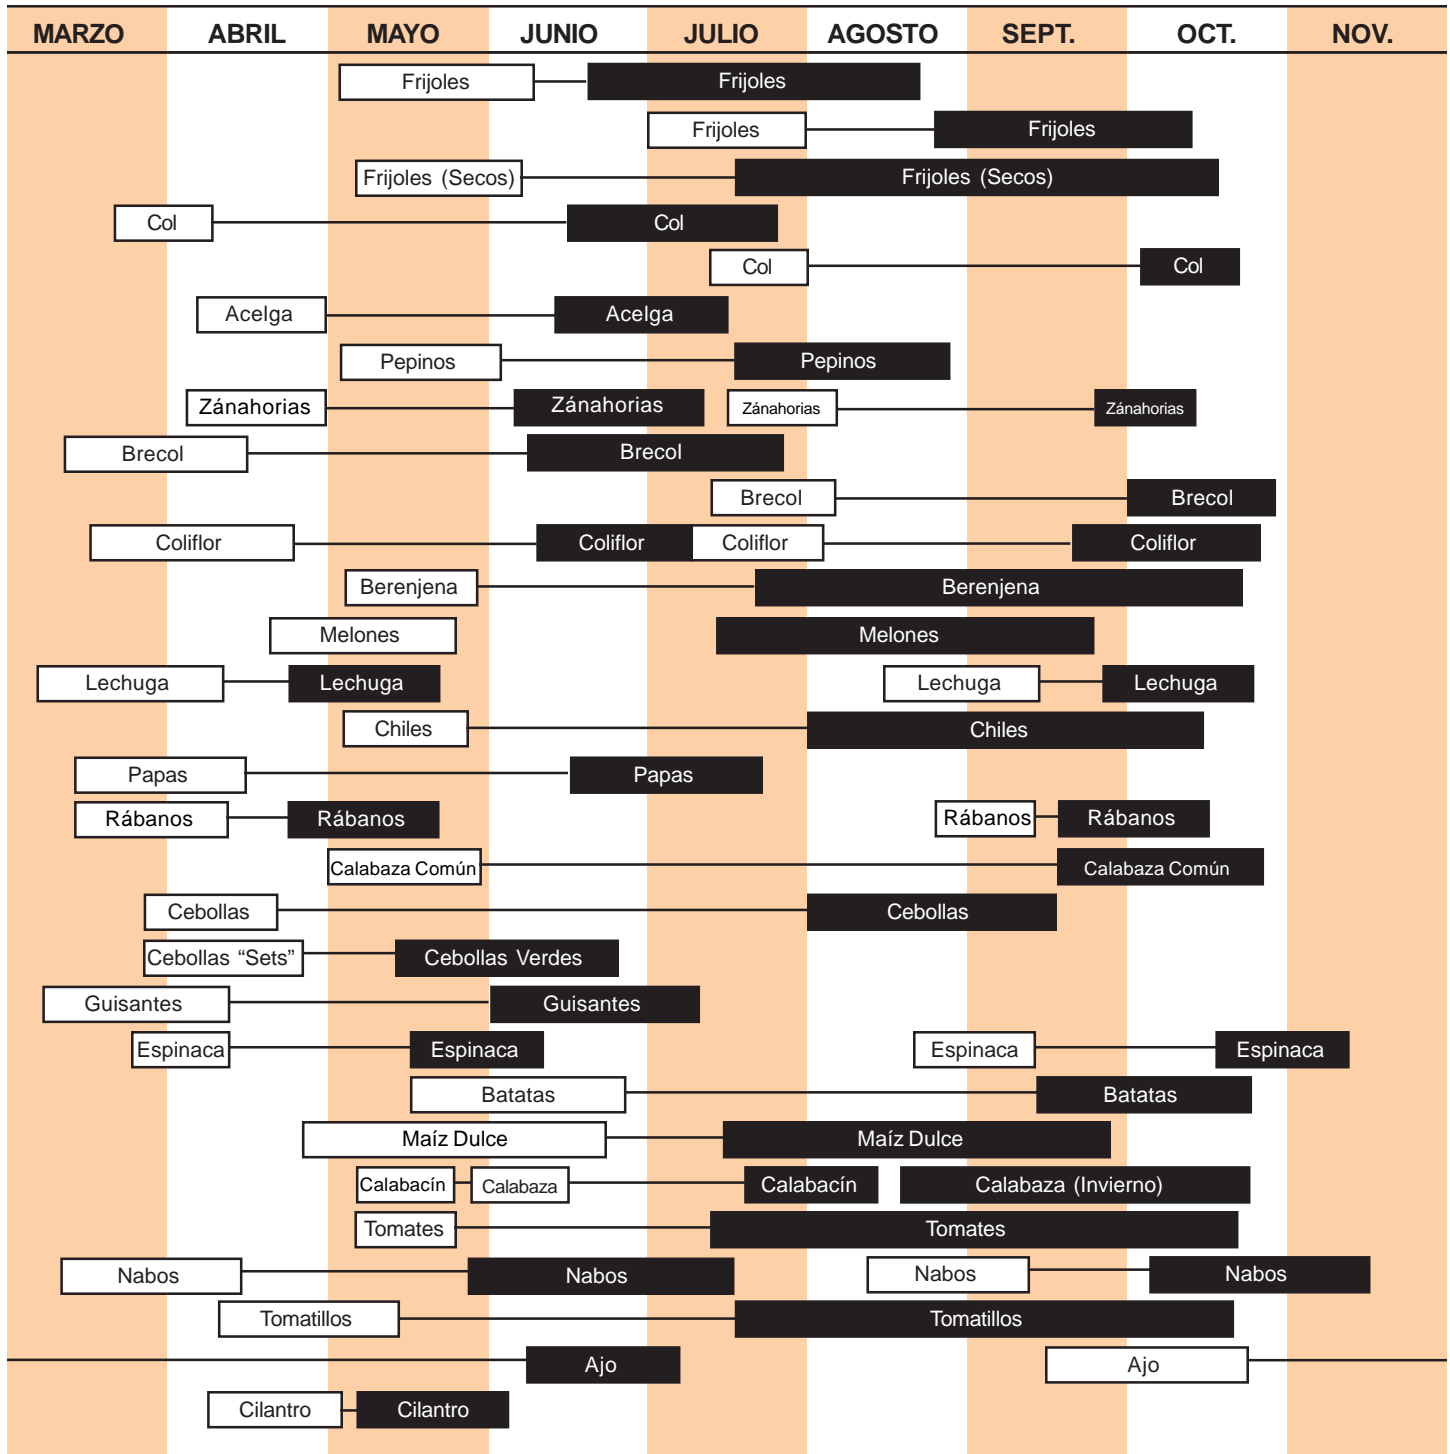 MARZO ABRIL MAYO JUNIO JULIO AGOSTO SEPT. OCT. NOV.
Frijoles Frijoles
Frijoles Frijoles
Frijoles (Secos) Frijoles (Secos)
Col Col
Col Col
Acelga Acelga
Pepinos Pepinos
Zánahorias Zánahorias Zánahorias Zánahorias
Brecol Brecol
Brecol Brecol
Coliflor Coliflor Coliflor Coliflor
Berenjena Berenjena
Melones Melones
Lechuga Lechuga Lechuga Lechuga
Chiles Chiles
Papas Papas
Rábanos Rábanos Rábanos Rábanos
Calabaza Común Calabaza Común
Cebollas Cebollas
Cebollas “Sets” Cebollas Verdes
Guisantes Guisantes
Espinaca Espinaca Espinaca Espinaca
Batatas Batatas
Maíz Dulce Maíz Dulce
Calabacín Calabaza Calabacín Calabaza (Invierno)
Tomates Tomates
Nabos Nabos Nabos Nabos
Tomatillos Tomatillos
Ajo Ajo
Cilantro Cilantro